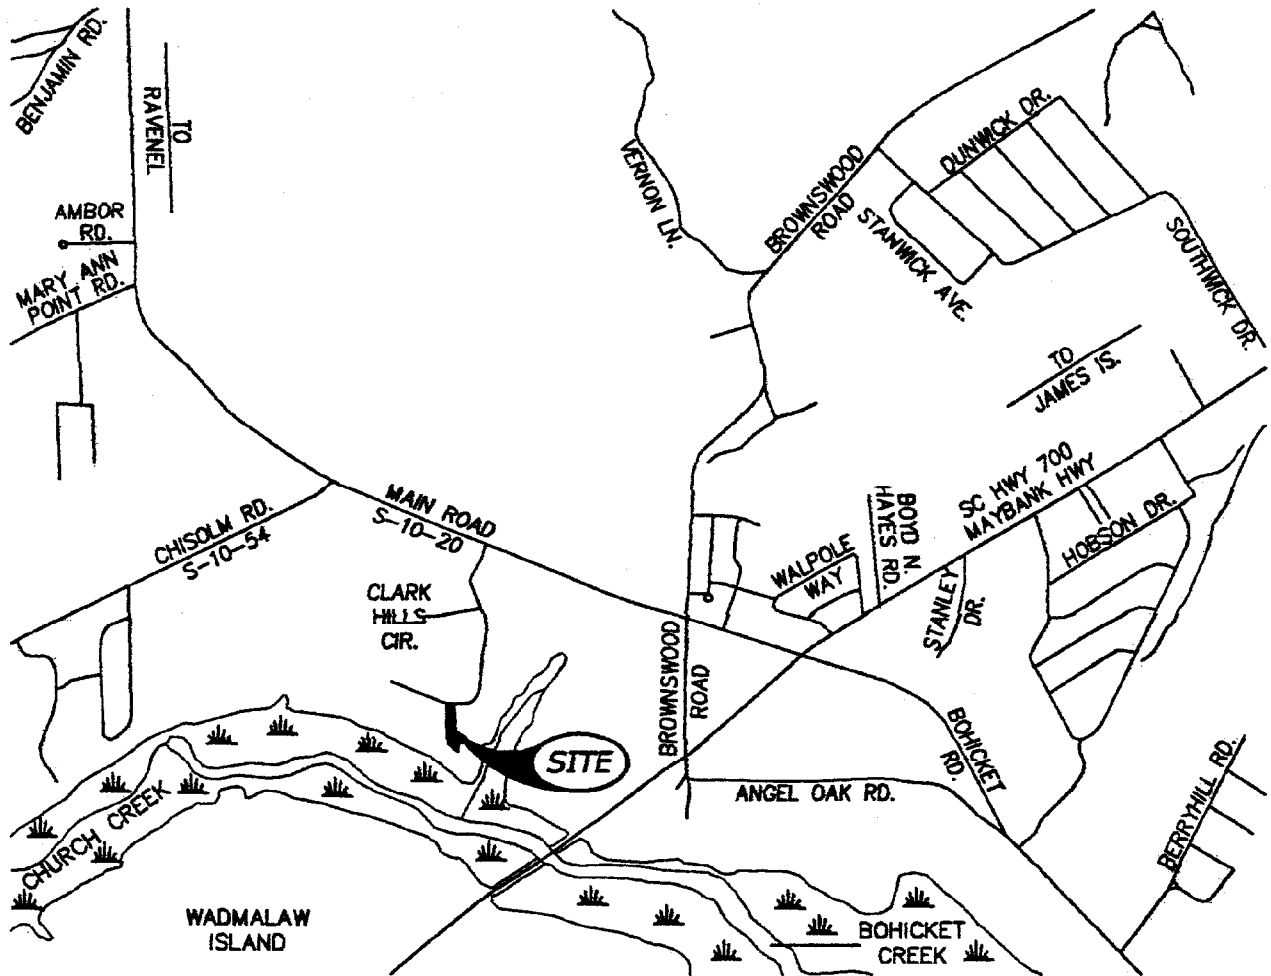 BENJAMIN RD.
TO
RAVENEL
AMBOR
RD.
MARY ANN
POINT RD.
VERNON LN.
BROWNSWOOD
ROAD
DUNWICK DR.
STANWICK AVE.
SOUTHWICK DR.
TO
JAMES IS.
SC HWY 700
MAYBANK HWY
CHISOLM RD.
S-10-54
MAIN ROAD
S-10-20
CLARK
HILLS
CIR.
WALPOLE
WAY
BOYD N.
HAYES RD.
STANLEY
DR.
HOBSON DR.
BROWNSWOOD
ROAD
BOHICKET
RD.
SITE
ANGEL OAK RD.
BERRYHILL RD.
CHURCH CREEK
WADMALAW
ISLAND
BOHICKET
CREEK